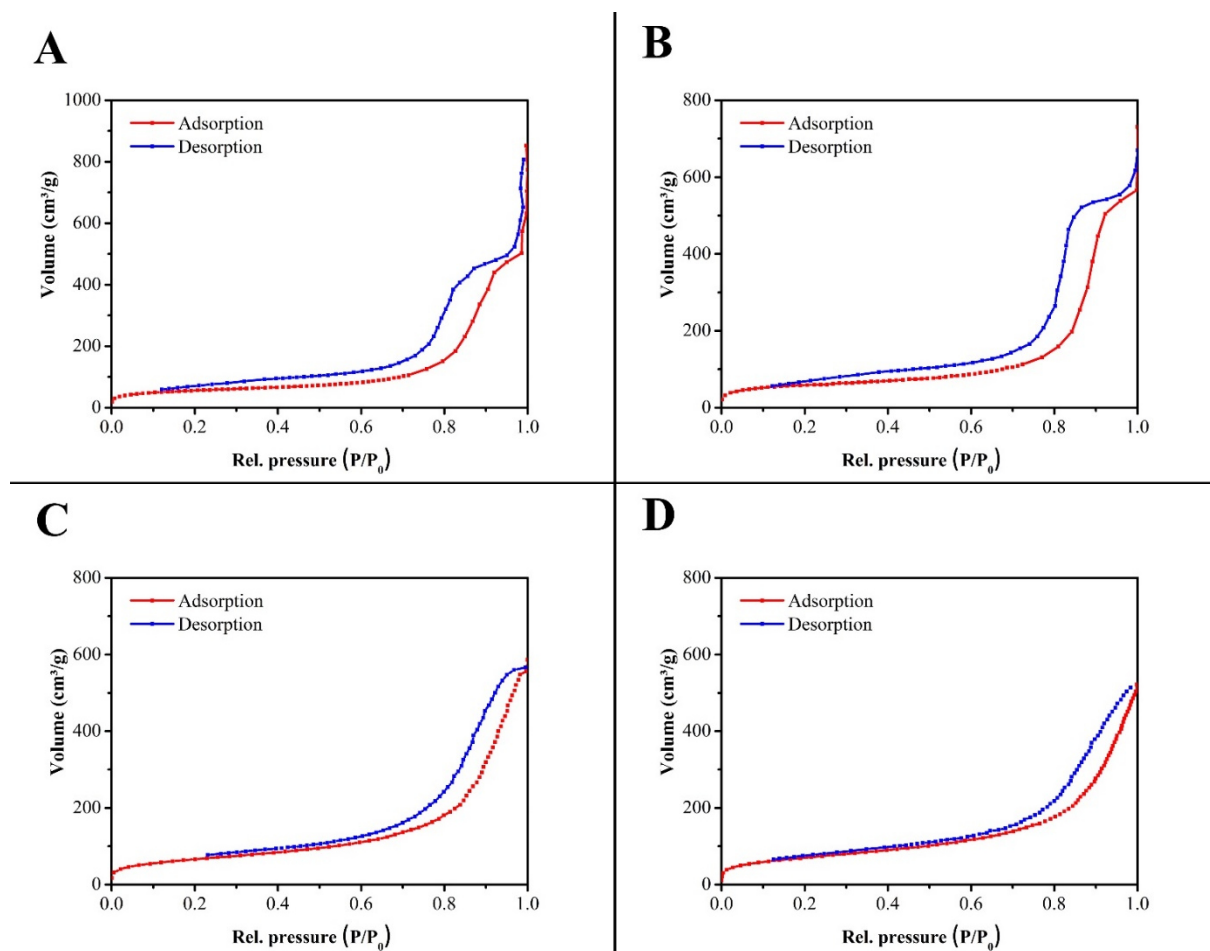 A
1000
800
600
400
200
0
Volume (cm³/g)
Adsorption
Desorption
0.0 0.2 0.4 0.6 0.8 1.0
Rel. pressure (P/P₀)
B
800
600
400
200
0
Volume (cm³/g)
Adsorption
Desorption
0.0 0.2 0.4 0.6 0.8 1.0
Rel. pressure (P/P₀)
C
800
600
400
200
0
Volume (cm³/g)
Adsorption
Desorption
0.0 0.2 0.4 0.6 0.8 1.0
Rel. pressure (P/P₀)
D
800
600
400
200
0
Volume (cm³/g)
Adsorption
Desorption
0.0 0.2 0.4 0.6 0.8 1.0
Rel. pressure (P/P₀)